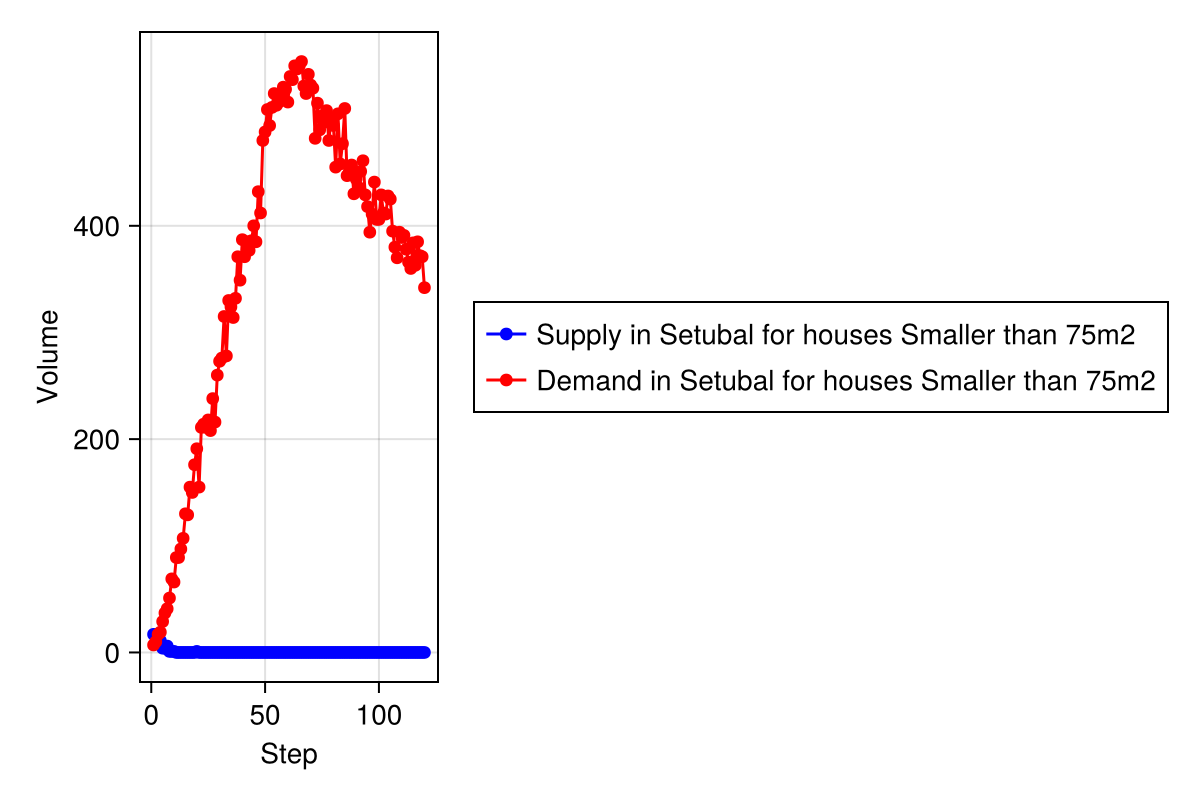 400
200
0
Volume
0 50 100
Step
Supply in Setubal for houses Smaller than 75m2
Demand in Setubal for houses Smaller than 75m2